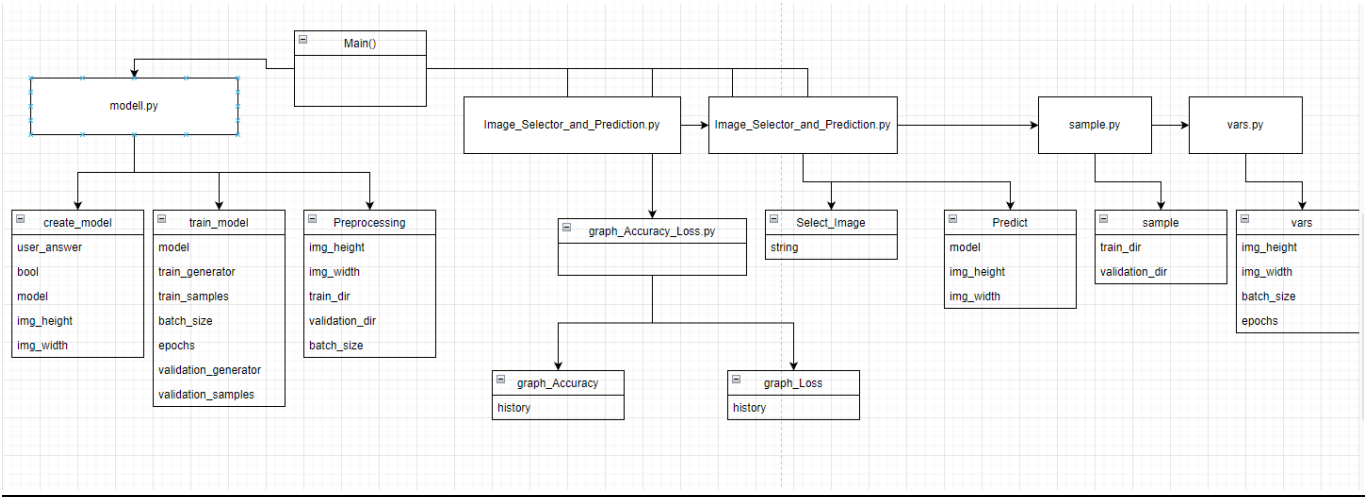 Main()
modell.py
Image_Selector_and_Prediction.py
Image_Selector_and_Prediction.py
sample.py
vars.py
create_model
user_answer
bool
model
img_height
img_width
train_model
model
train_generator
train_samples
batch_size
epochs
validation_generator
validation_samples
Preprocessing
img_height
img_width
train_dir
validation_dir
batch_size
graph_Accuracy_Loss.py
Select_Image
string
Predict
model
img_height
img_width
sample
train_dir
validation_dir
vars
img_height
img_width
batch_size
epochs
graph_Accuracy
history
graph_Loss
history